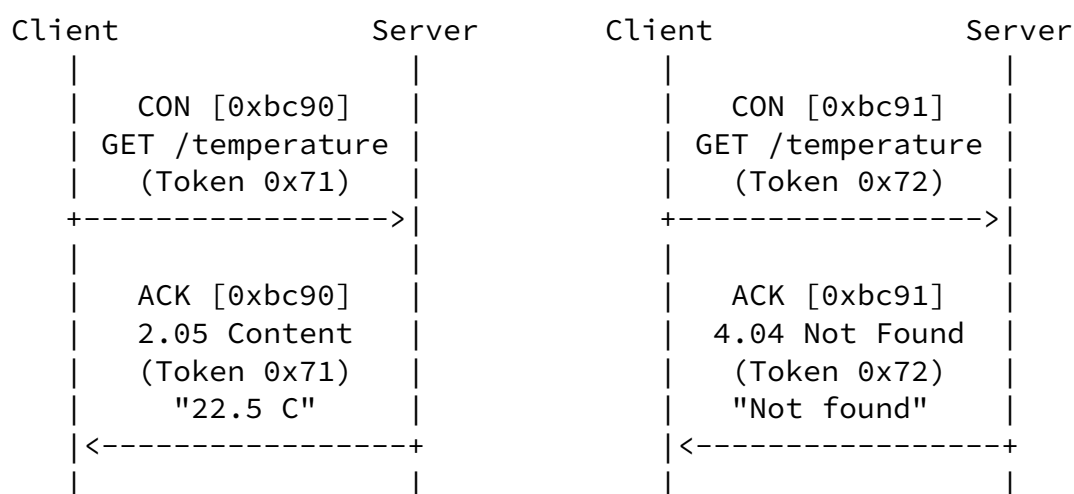 Client Server Client Server
CON [0xbc90] CON [0xbc91]
GET /temperature GET /temperature
(Token 0x71) (Token 0x72)
ACK [0xbc90] ACK [0xbc91]
2.05 Content 4.04 Not Found
(Token 0x71) (Token 0x72)
"22.5 C" "Not found"